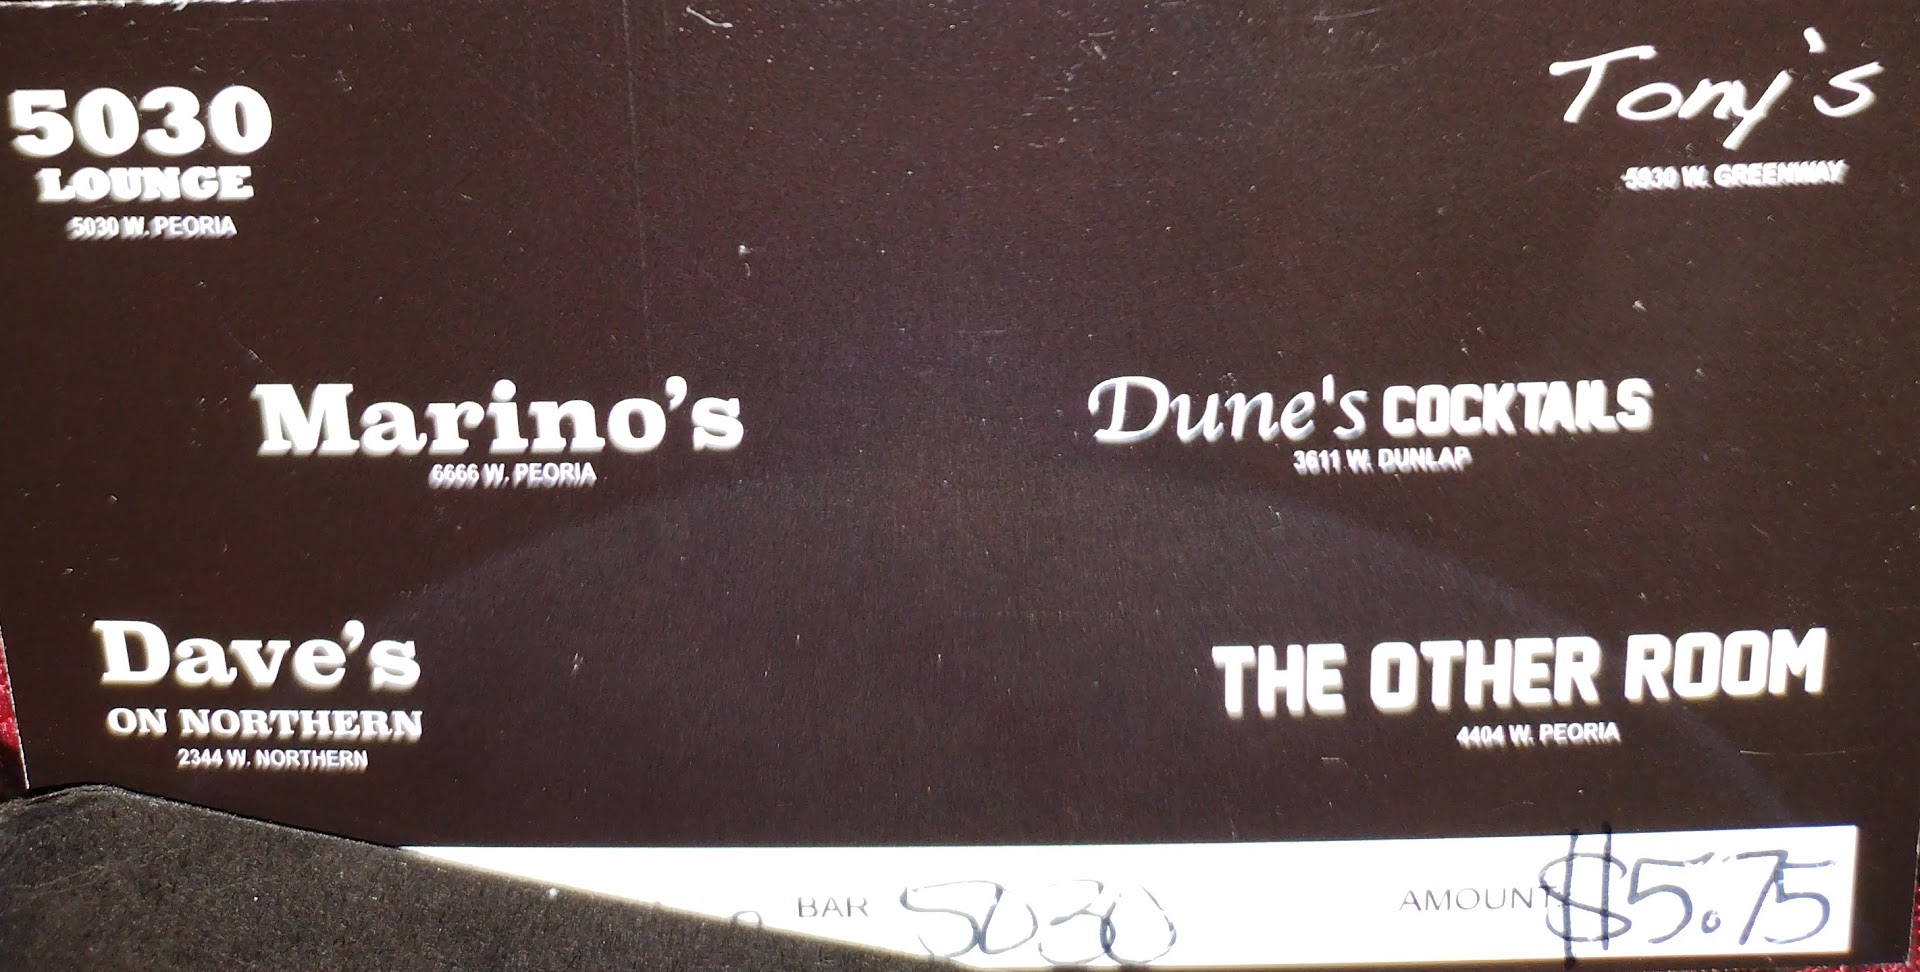 5030
LOUNGE
5030 W. PEORIA
Tony's
5930 W. GREENWAY
Marino's
6666 W. PEORIA
Dune's COCKTAILS
3611 W. DUNLAP
Dave's
ON NORTHERN
2344 W. NORTHERN
THE OTHER ROOM
4404 W. PEORIA
BAR 5030
AMOUNT: $5.75